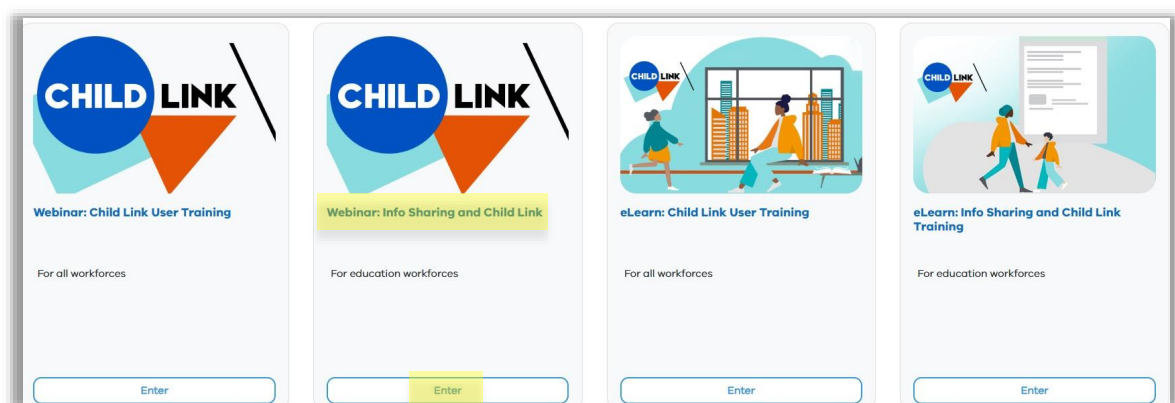 CHILD LINK
Webinar: Child Link User Training
For all workforces
Enter
CHILD LINK
Webinar: Info Sharing and Child Link
For education workforces
Enter
CHILD LINK
eLearn: Child Link User Training
For all workforces
Enter
CHILD LINK
eLearn: Info Sharing and Child Link
Training
For education workforces
Enter